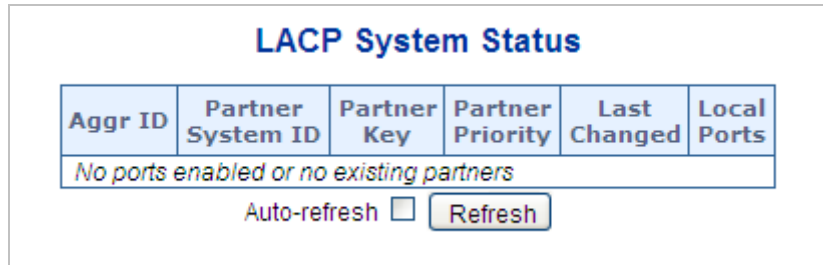 LACP System Status
Aggr ID Partner System ID Partner Key Partner Priority Last Changed Local Ports
No ports enabled or no existing partners
Auto-refresh Refresh